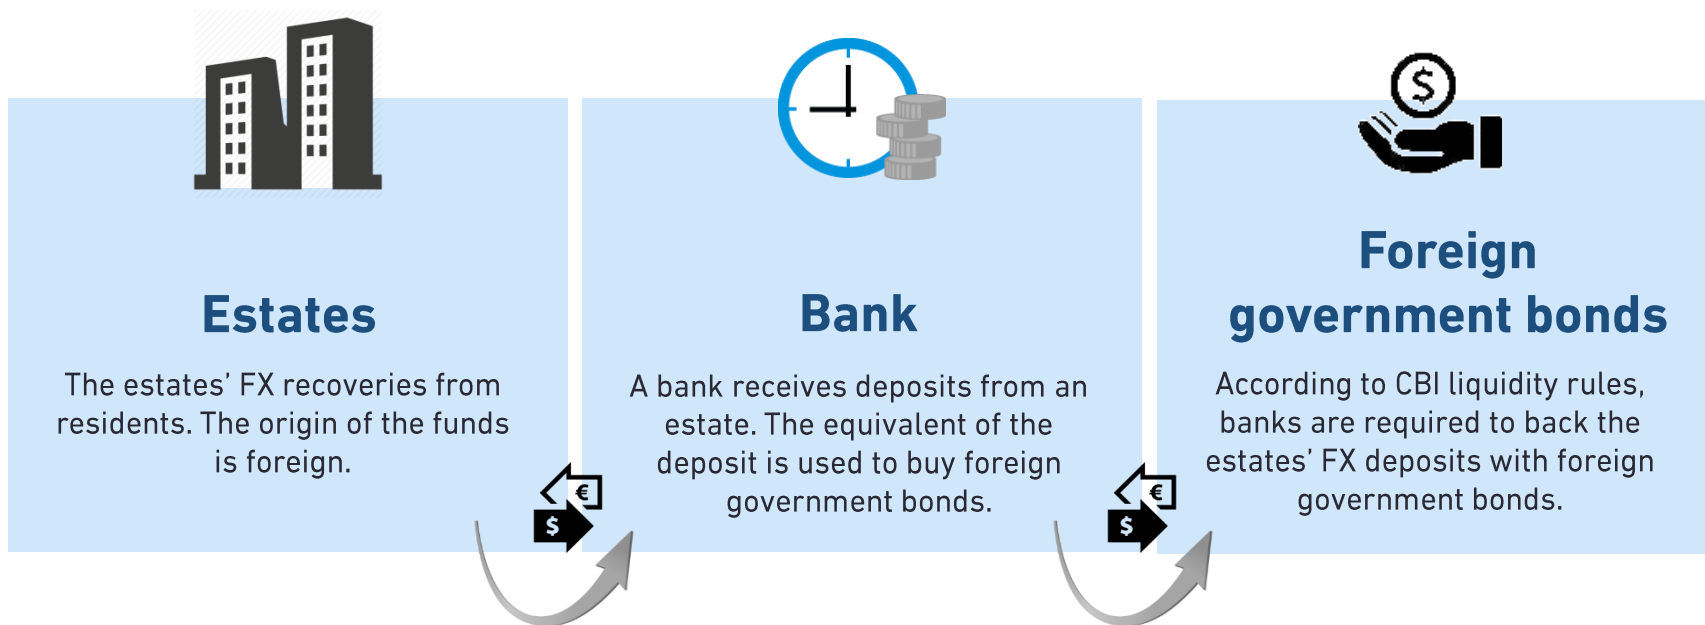 Estates
The estates’ FX recoveries from
residents. The origin of the funds
is foreign.
€
$
Bank
A bank receives deposits from an
estate. The equivalent of the
deposit is used to buy foreign
government bonds.
€
$
$
Foreign
government bonds
According to CBI liquidity rules,
banks are required to back the
estates’ FX deposits with foreign
government bonds.